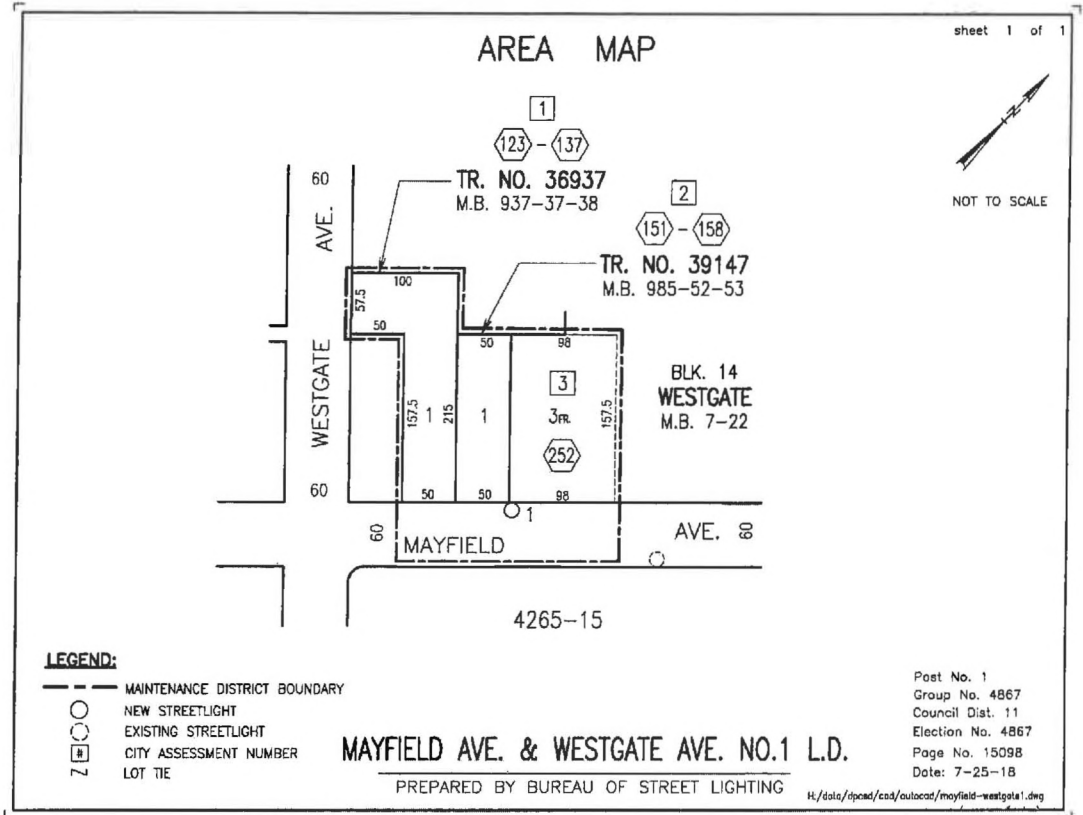 sheet 1 of 1
AREA MAP
N
NOT TO SCALE
1
123 - 137
TR. NO. 36937
M.B. 937-37-38
2
151 - 158
TR. NO. 39147
M.B. 985-52-53
60
AVE.
WESTGATE
60
100
57.5
50
50
98
157.5
1
215
1
3
3FR.
252
157.5
BLK. 14
WESTGATE
M.B. 7-22
50
50
98
1
60
MAYFIELD
AVE.
60
4265-15
LEGEND:
MAINTENANCE DISTRICT BOUNDARY
NEW STREETLIGHT
EXISTING STREETLIGHT
# CITY ASSESSMENT NUMBER
LOT TIE
MAYFIELD AVE. & WESTGATE AVE. NO.1 L.D.
PREPARED BY BUREAU OF STREET LIGHTING
Post No. 1
Group No. 4867
Council Dist. 11
Election No. 4867
Page No. 15098
Date: 7-25-18
H:/data/dpcad/cad/autocad/mayfield-westgate1.dwg